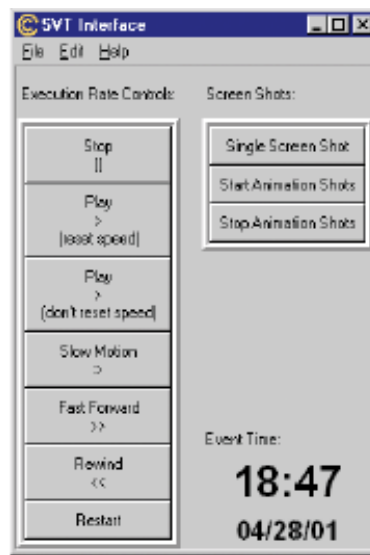 SVT Interface
File Edit Help
Execution Rate Controls:
Stop
||
Play
>
(reset speed)
Play
>
(don't reset speed)
Slow Motion
>
Fast Forward
>>
Rewind
<<
Restart
Screen Shots:
Single Screen Shot
Start Animation Shots
Stop Animation Shots
Event Time:
18:47
04/28/01